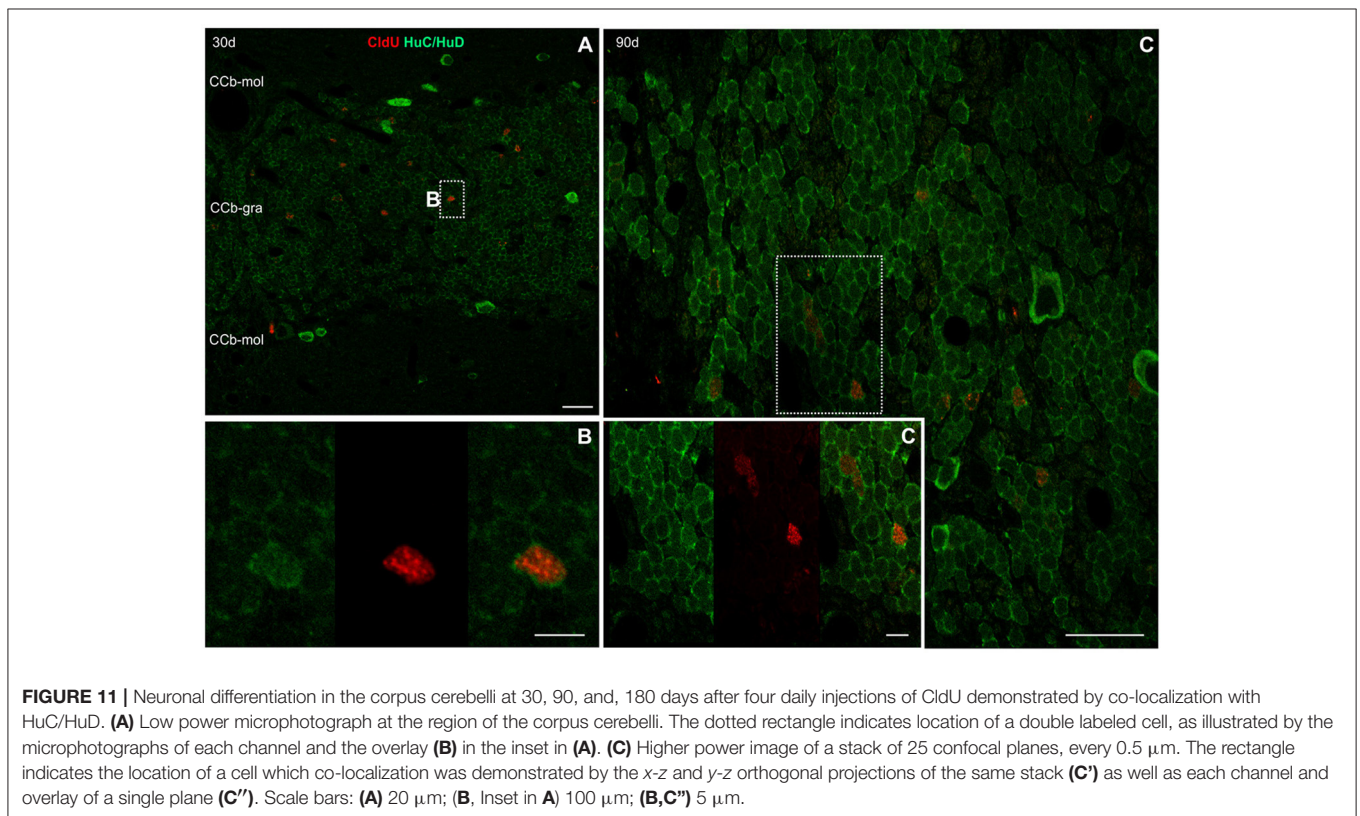 30d
CldU HuC/HuD
A
CCb-mol
CCb-gra
B
CCb-mol
90d
C
B
C
FIGURE 11 | Neuronal differentiation in the corpus cerebelli at 30, 90, and, 180 days after four daily injections of CldU demonstrated by co-localization with
HuC/HuD. (A) Low power microphotograph at the region of the corpus cerebelli. The dotted rectangle indicates location of a double labeled cell, as illustrated by the
microphotographs of each channel and the overlay (B) in the inset in (A). (C) Higher power image of a stack of 25 confocal planes, every 0.5 μm. The rectangle
indicates the location of a cell which co-localization was demonstrated by the x-z and y-z orthogonal projections of the same stack (C') as well as each channel and
overlay of a single plane (C′′). Scale bars: (A) 20 μm; (B, Inset in A) 100 μm; (B,C") 5 μm.